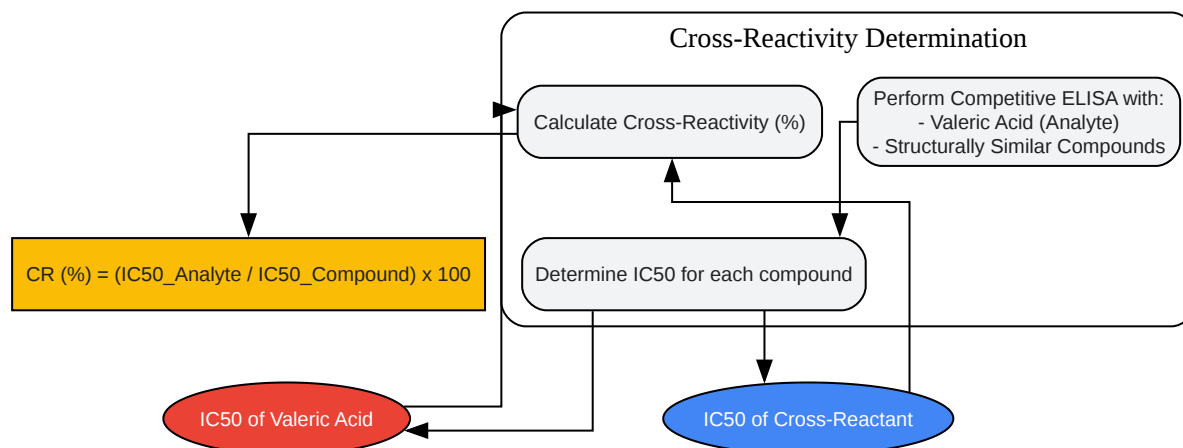 Cross-Reactivity Determination
Calculate Cross-Reactivity (%)
Perform Competitive ELISA with:
- Valeric Acid (Analyte)
- Structurally Similar Compounds
CR (%) = (IC50_Analyte / IC50_Compound) x 100
Determine IC50 for each compound
IC50 of Valeric Acid
IC50 of Cross-Reactant